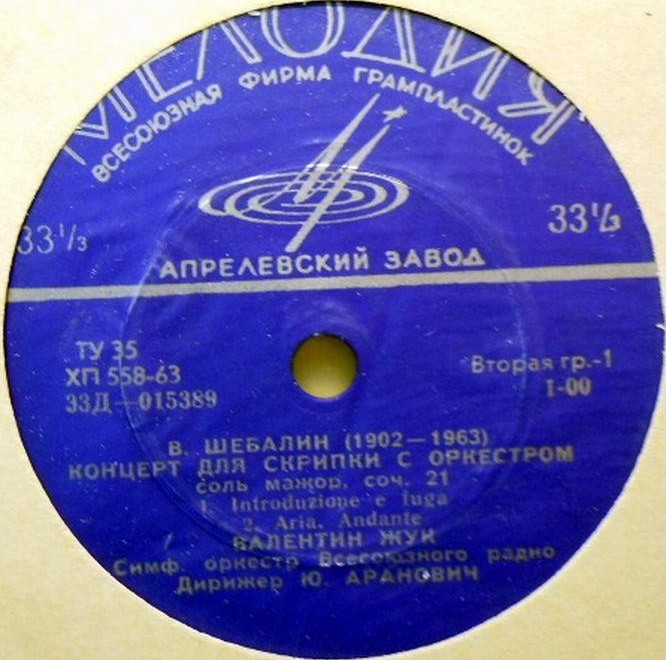 МЕЛОДИЯ
ВСЕСОЮЗНАЯ ФИРМА ГРАМПЛАСТИНОК
33⅓
33⅓
АПРЕЛЕВСКИЙ ЗАВОД
ТУ 35
ХП 558-63
33Д—015389
Вторая гр.-1
1-00
В. ШЕБАЛИН (1902—1963)
КОНЦЕРТ ДЛЯ СКРИПКИ С ОРКЕСТРОМ
соль мажор, соч. 21
1. Introduzione e fuga
2. Aria. Andante
ВАЛЕНТИН ЖУК
Симф. оркестр Всесоюзного радио
Дирижер Ю. АРАНОВИЧ